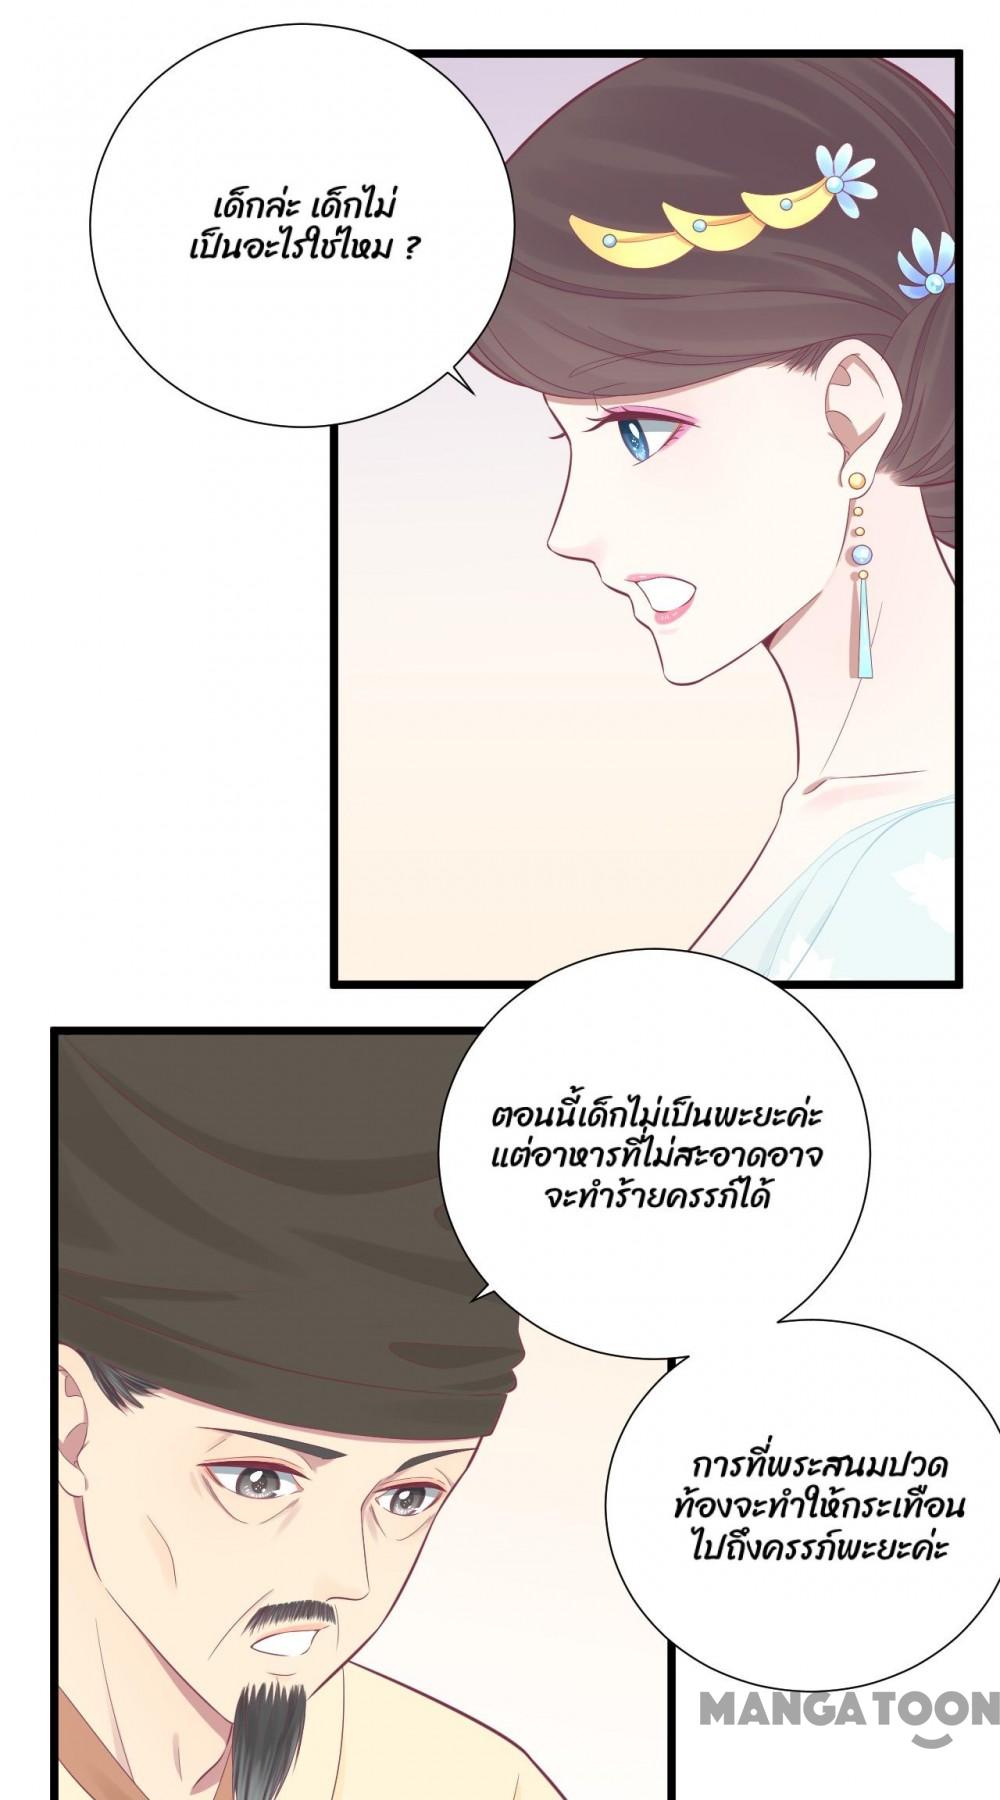 เด็กล่ะ เด็กไม่
เป็นอะไรใช่ไหม ?
ตอนนี้เด็กไม่เป็นพะยะค่ะ
แต่อาหารที่ไม่สะอาดอาจ
จะทำร้ายครรภ์ได้
การที่พระสนมปวด
ท้องจะทำให้กระเทือน
ไปถึงครรภ์พะยะค่ะ
MANGATOON